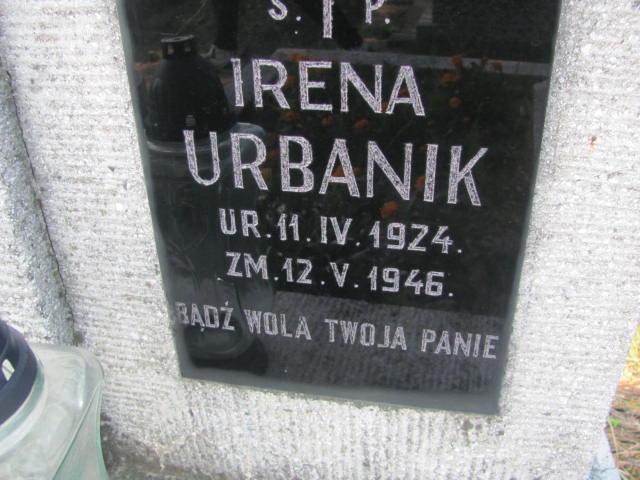 Ś. P.
IRENA
URBANIK
UR. 11. IV. 1924.
ZM. 12. V. 1946.
BĄDŹ WOLA TWOJA PANIE